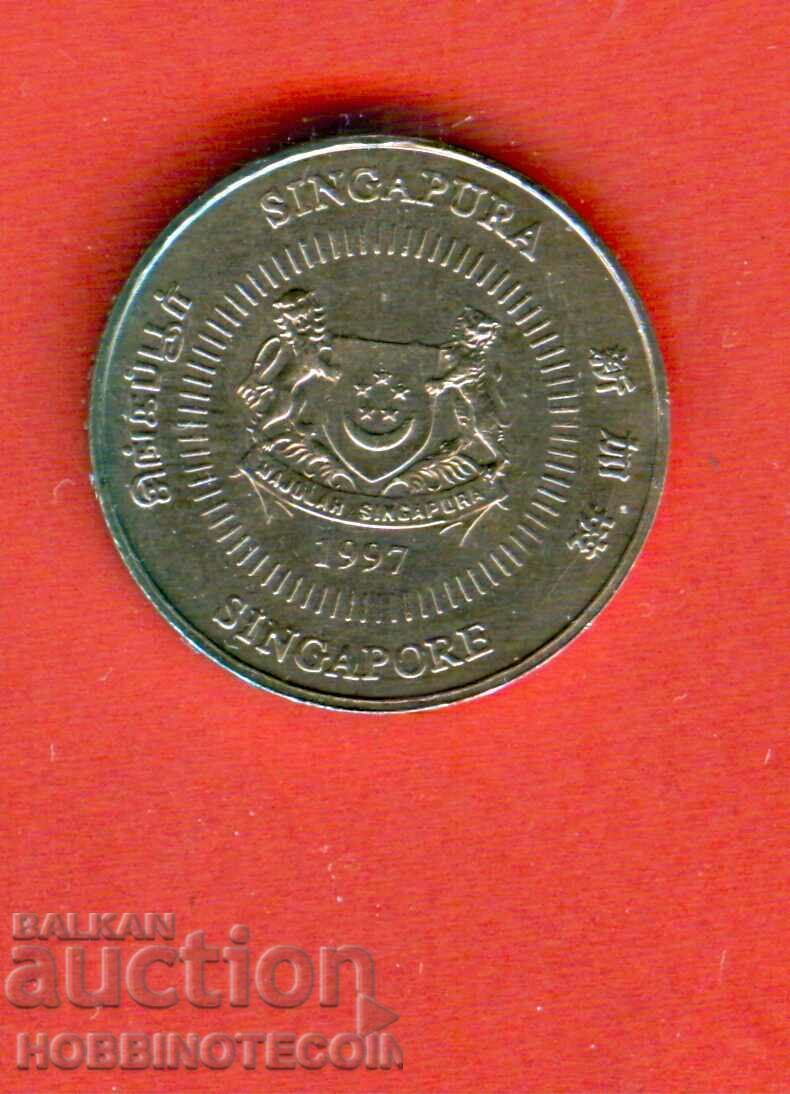 SINGAPURA
சிங்கப்பூர்
新加坡
MAJULAH SINGAPURA
1997
SINGAPORE
BALKAN
auction
HOBBINOTECOIN